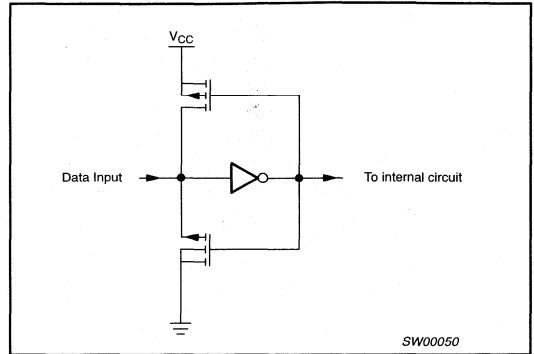 VCC
Data Input
To internal circuit
SW00050